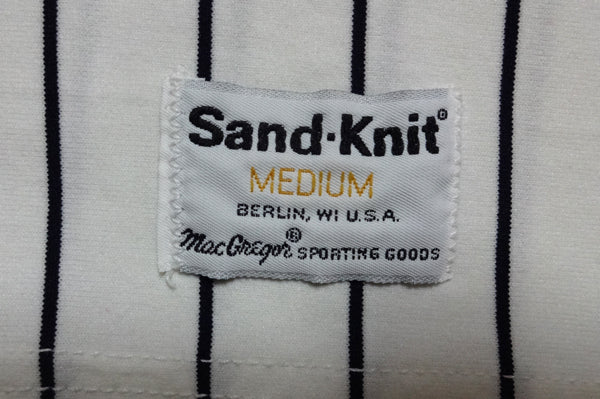 Sand·Knit®
MEDIUM
BERLIN, WI U.S.A.
MacGregor® SPORTING GOODS